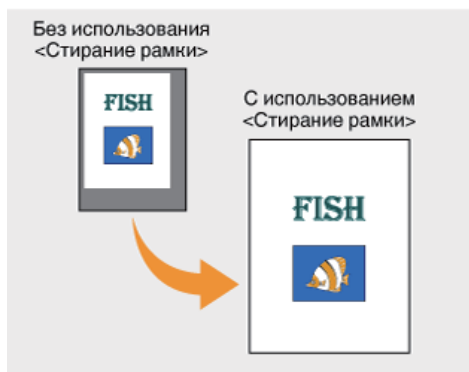 Без использования
<Стирание рамки>
FISH
С использованием
<Стирание рамки>
FISH